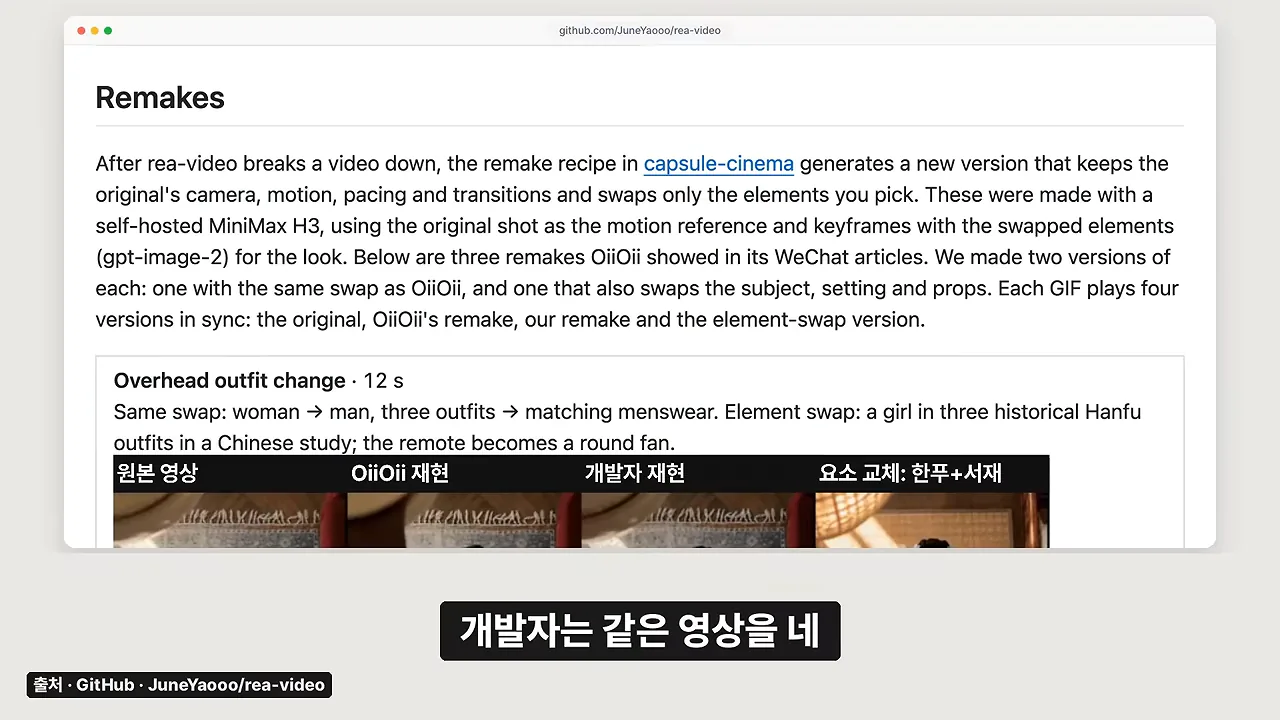 github.com/JuneYaooo/rea-video
Remakes
After rea-video breaks a video down, the remake recipe in capsule-cinema generates a new version that keeps the
original's camera, motion, pacing and transitions and swaps only the elements you pick. These were made with a
self-hosted MiniMax H3, using the original shot as the motion reference and keyframes with the swapped elements
(gpt-image-2) for the look. Below are three remakes OiiOii showed in its WeChat articles. We made two versions of
each: one with the same swap as OiiOii, and one that also swaps the subject, setting and props. Each GIF plays four
versions in sync: the original, OiiOii's remake, our remake and the element-swap version.
Overhead outfit change · 12 s
Same swap: woman → man, three outfits → matching menswear. Element swap: a girl in three historical Hanfu
outfits in a Chinese study; the remote becomes a round fan.
원본 영상 OiiOii 재현 개발자 재현 요소 교체: 한푸+서재
개발자는 같은 영상을 네
출처 · GitHub · JuneYaooo/rea-video